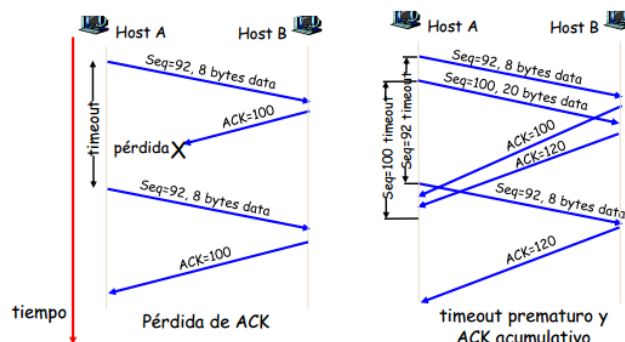 Host A
Host B
Seq=92, 8 bytes data
ACK=100
timeout
pérdida
X
Seq=92, 8 bytes data
ACK=100
tiempo
Pérdida de ACK
Host A
Host B
Seq=92, 8 bytes data
Seq=100, 20 bytes data
ACK=100
ACK=120
Seq=100 timeout
Seq=92 timeout
Seq=92, 8 bytes data
ACK=120
timeout prematuro y
ACK acumulativo